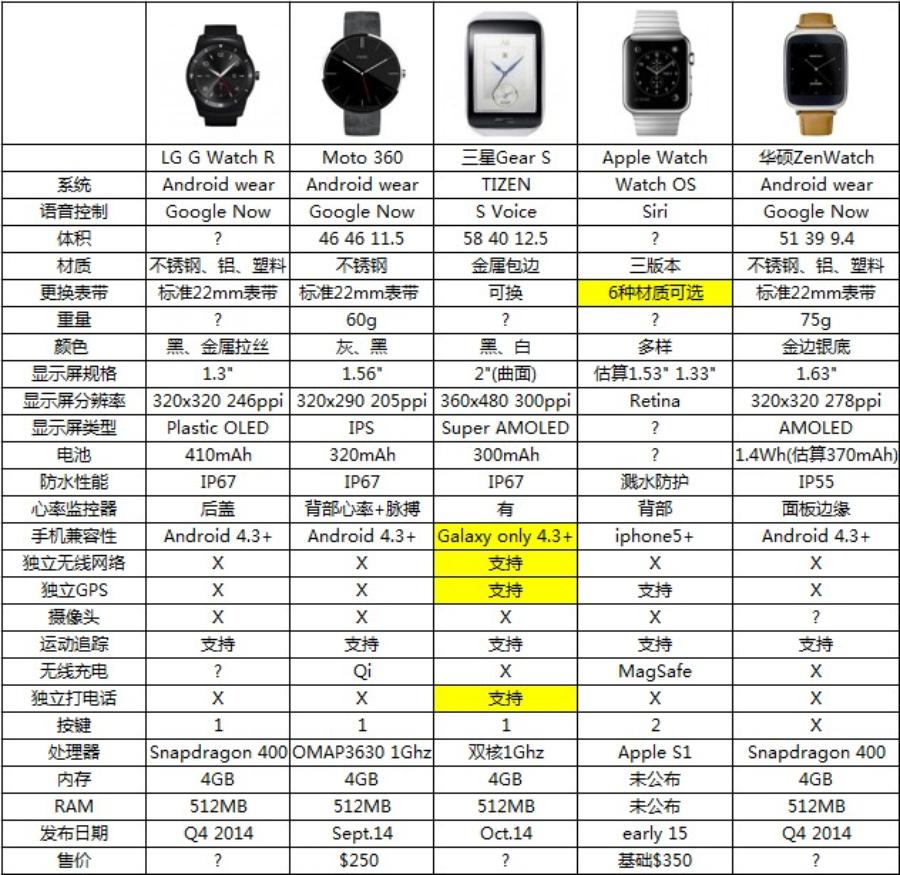 LG G Watch R Moto 360 三星Gear S Apple Watch 华硕ZenWatch
系统 Android wear Android wear TIZEN Watch OS Android wear
语音控制 Google Now Google Now S Voice Siri Google Now
体积 ? 46 46 11.5 58 40 12.5 ? 51 39 9.4
材质 不锈钢、铝、塑料 不锈钢 金属包边 三版本 不锈钢、铝、塑料
更换表带 标准22mm表带 标准22mm表带 可换 6种材质可选 标准22mm表带
重量 ? 60g ? ? 75g
颜色 黑、金属拉丝 灰、黑 黑、白 多样 金边银底
显示屏规格 1.3" 1.56" 2"(曲面) 估算1.53" 1.33" 1.63"
显示屏分辨率 320x320 246ppi 320x290 205ppi 360x480 300ppi Retina 320x320 278ppi
显示屏类型 Plastic OLED IPS Super AMOLED ? AMOLED
电池 410mAh 320mAh 300mAh ? 1.4Wh(估算370mAh)
防水性能 IP67 IP67 IP67 溅水防护 IP55
心率监控器 后盖 背部心率+脉搏 有 背部 面板边缘
手机兼容性 Android 4.3+ Android 4.3+ Galaxy only 4.3+ iphone5+ Android 4.3+
独立无线网络 X X 支持 X X
独立GPS X X 支持 支持 X
摄像头 X X X X ?
运动追踪 支持 支持 支持 支持 支持
无线充电 ? Qi X MagSafe X
独立打电话 X X 支持 X X
按键 1 1 1 2 X
处理器 Snapdragon 400 OMAP3630 1Ghz 双核1Ghz Apple S1 Snapdragon 400
内存 4GB 4GB 4GB 未公布 4GB
RAM 512MB 512MB 512MB 未公布 512MB
发布日期 Q4 2014 Sept.14 Oct.14 early 15 Q4 2014
售价 ? $250 ? 基础$350 ?